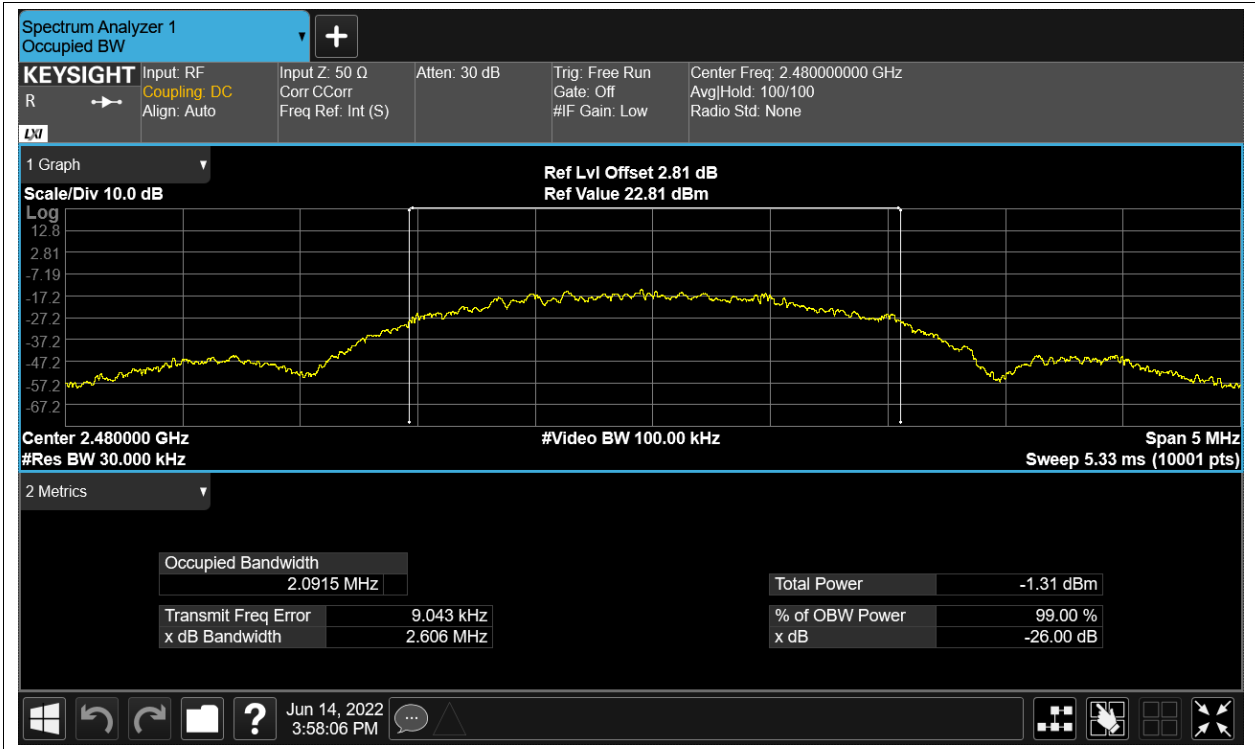 Spectrum Analyzer 1
Occupied BW
KEYSIGHT
R
LXI
Input: RF
Coupling: DC
Align: Auto
Input Z: 50 Ω
Corr CCorr
Freq Ref: Int (S)
Atten: 30 dB
Trig: Free Run
Gate: Off
#IF Gain: Low
Center Freq: 2.480000000 GHz
Avg|Hold: 100/100
Radio Std: None
1 Graph
Scale/Div 10.0 dB
Ref Lvl Offset 2.81 dB
Ref Value 22.81 dBm
Log
12.8
2.81
-7.19
-17.2
-27.2
-37.2
-47.2
-57.2
-67.2
Center 2.480000 GHz
#Res BW 30.000 kHz
#Video BW 100.00 kHz
Span 5 MHz
Sweep 5.33 ms (10001 pts)
2 Metrics
Occupied Bandwidth
2.0915 MHz
Transmit Freq Error 9.043 kHz
x dB Bandwidth 2.606 MHz
Total Power -1.31 dBm
% of OBW Power 99.00 %
x dB -26.00 dB
?
Jun 14, 2022
3:58:06 PM